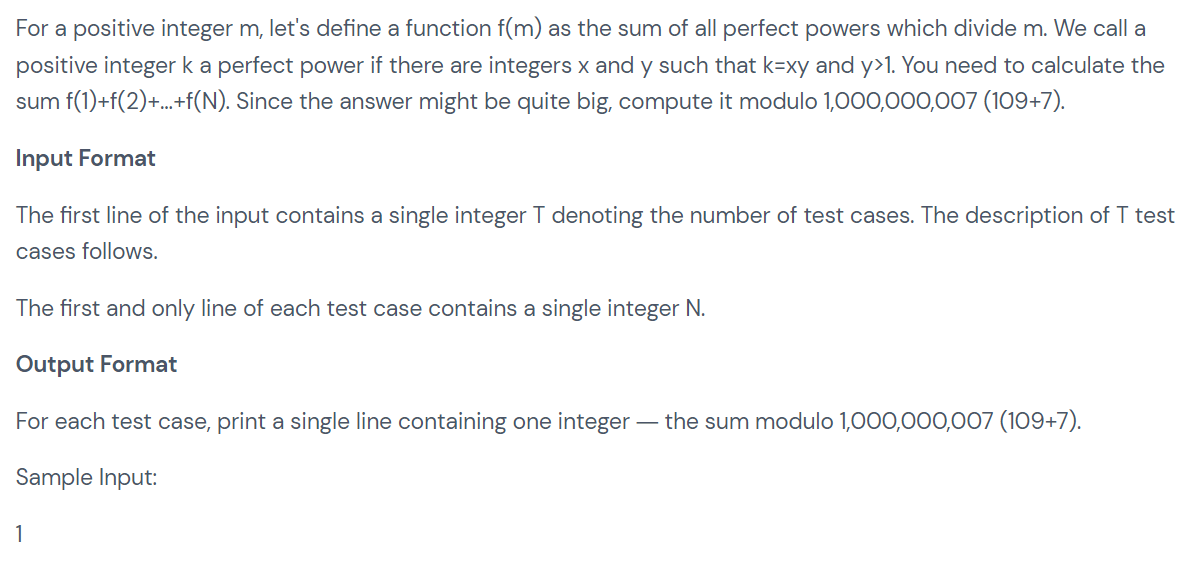 For a positive integer m, let's define a function f(m) as the sum of all perfect powers which divide m. We call a
positive integer k a perfect power if there are integers x and y such that k=xy and y>1. You need to calculate the
sum f(1)+f(2)+...+f(N). Since the answer might be quite big, compute it modulo 1,000,000,007 (109+7).
Input Format
The first line of the input contains a single integer T denoting the number of test cases. The description of T test
cases follows.
The first and only line of each test case contains a single integer N.
Output Format
For each test case, print a single line containing one integer — the sum modulo 1,000,000,007 (109+7).
Sample Input:
1